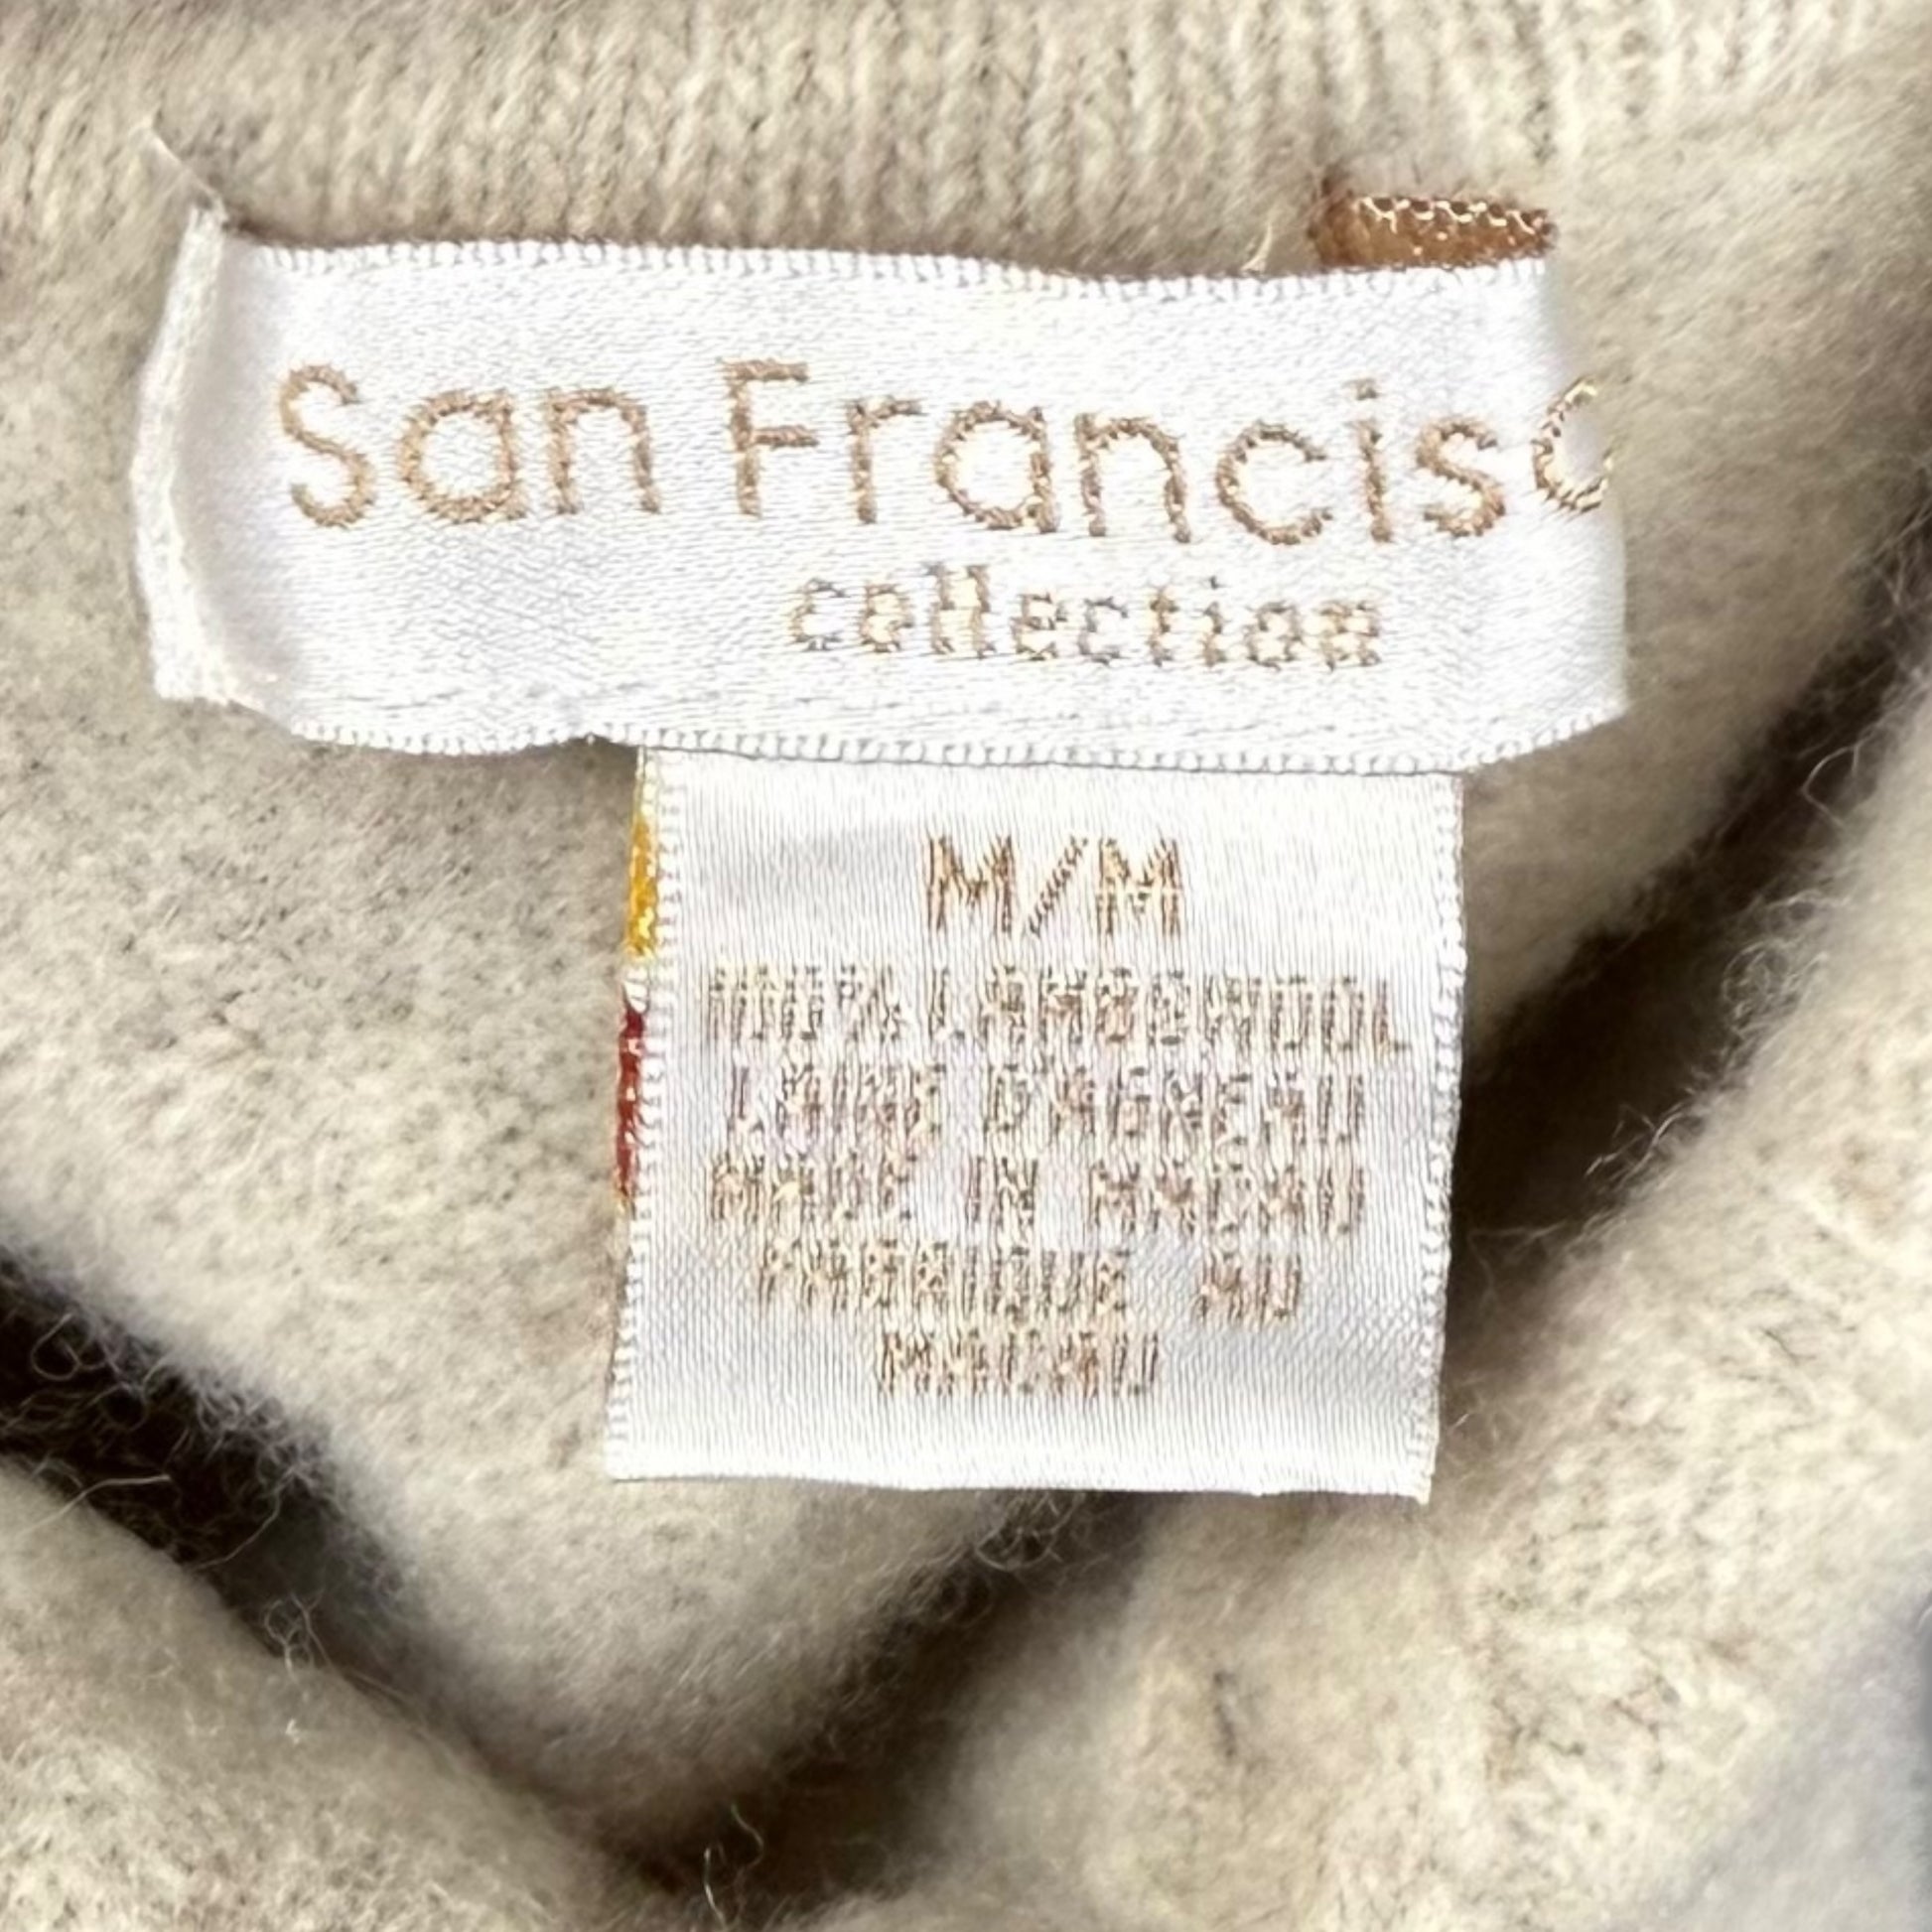 San Francisc
collection
M/M
100% LAMBSWOOL
LAINE D'AGNEAU
MADE IN MACAU
FABRIQUE AU
MACAU